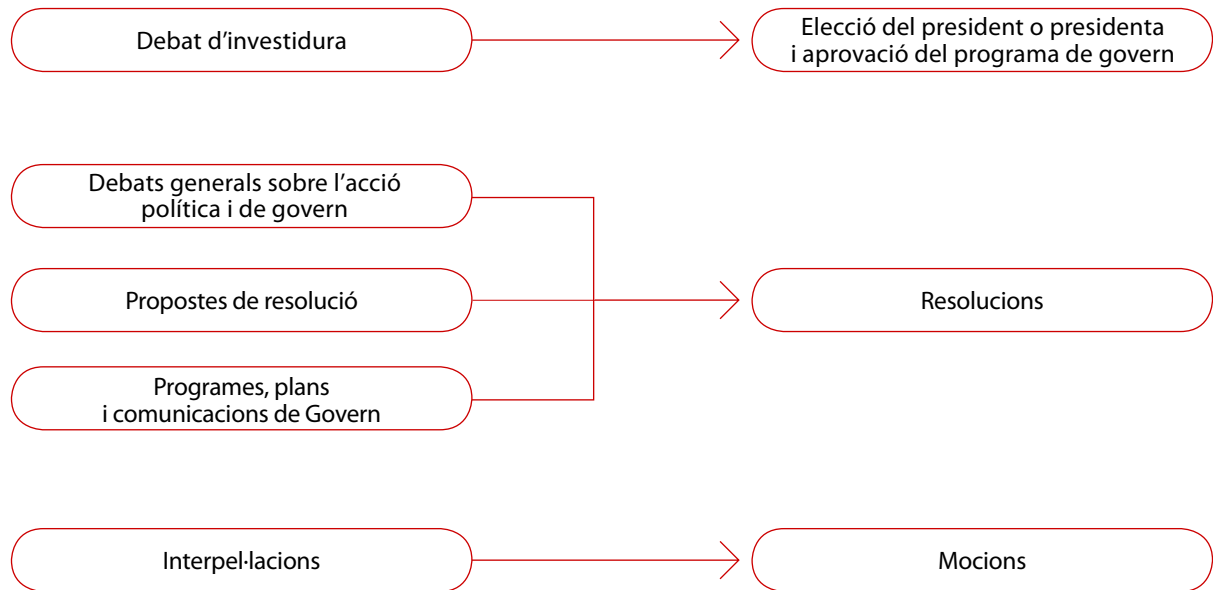 Debat d’investidura
Elecció del president o presidenta
i aprovació del programa de govern
Debats generals sobre l’acció
política i de govern
Propostes de resolució
Resolucions
Programes, plans
i comunicacions de Govern
Interpel·lacions
Mocions